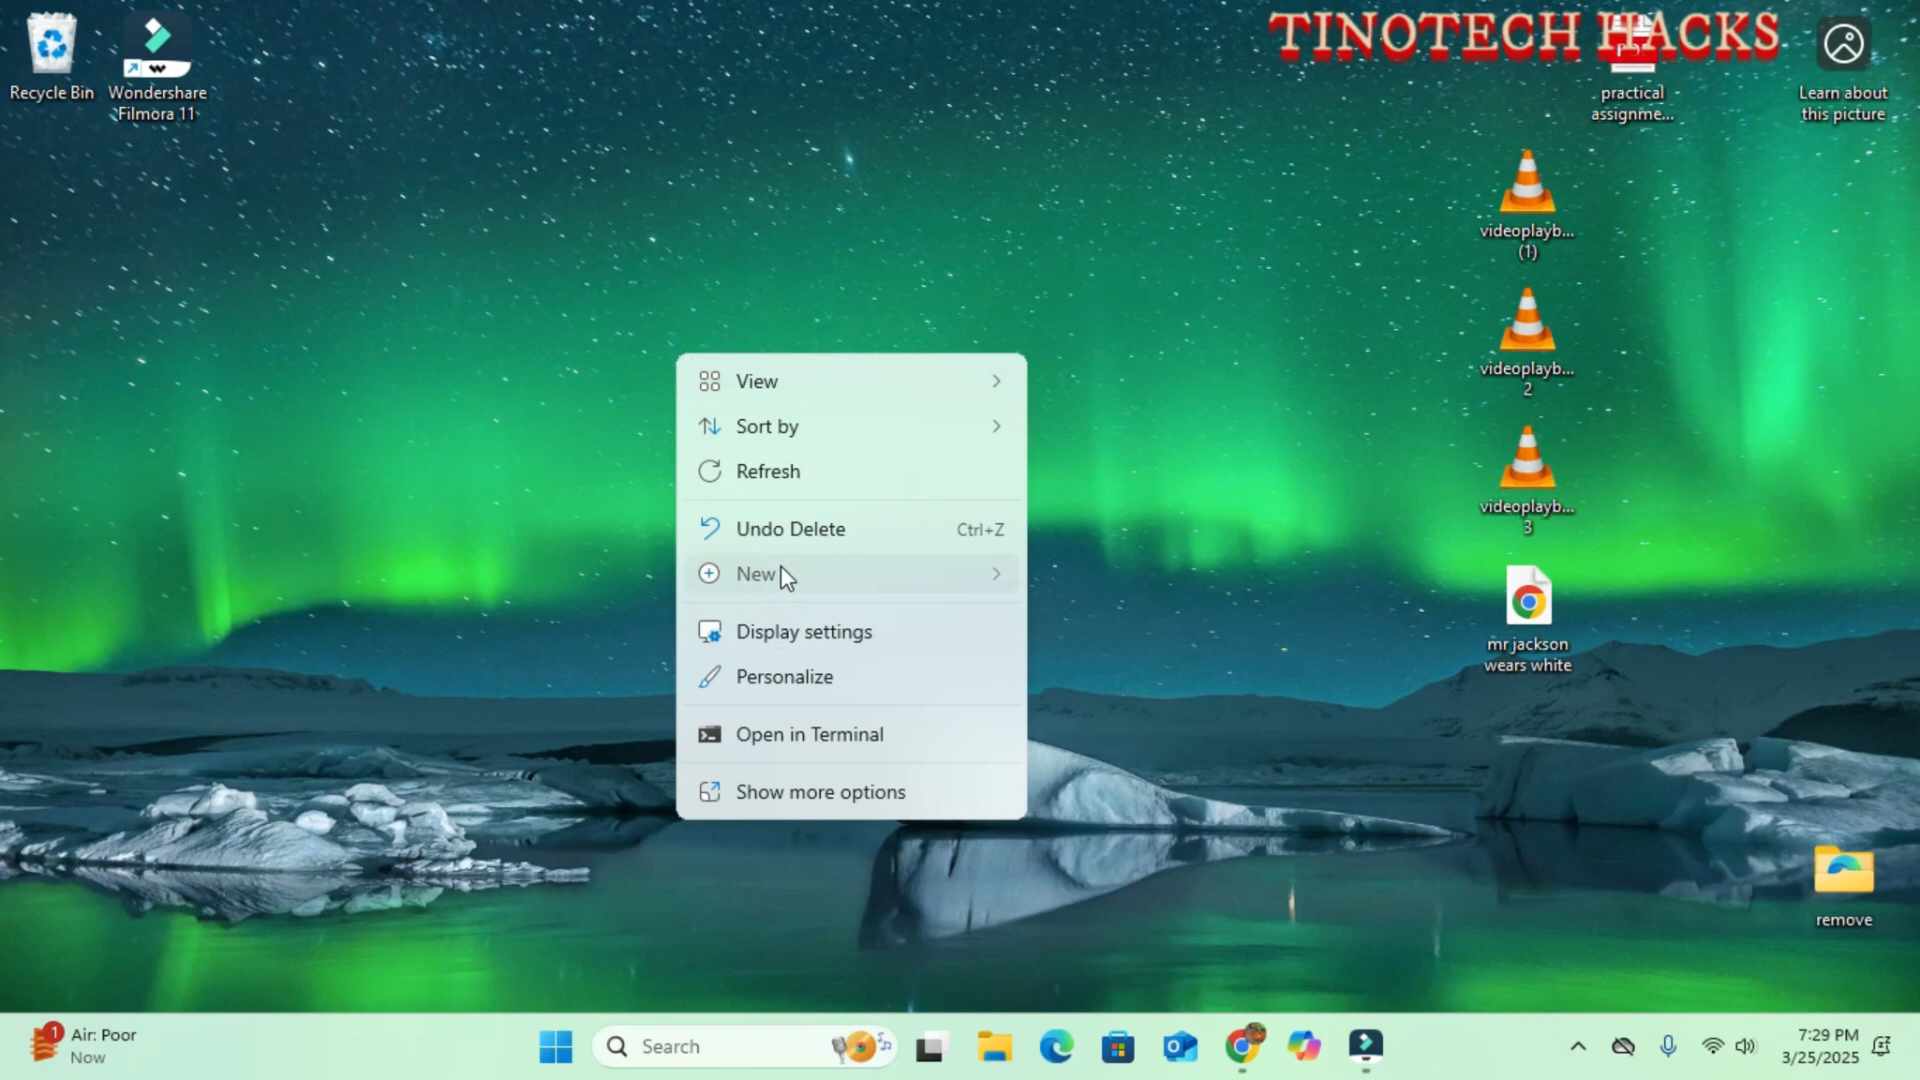 TINOTECH HACKS
Recycle Bin
Wondershare
Filmora 11
PDF
practical
assignme...
Learn about
this picture
videoplayb...
(1)
videoplayb...
2
videoplayb...
3
mr jackson
wears white
remove
View
Sort by
Refresh
Undo Delete Ctrl+Z
New
Display settings
Personalize
Open in Terminal
Show more options
1
Air: Poor
Now
Search
7:29 PM
3/25/2025